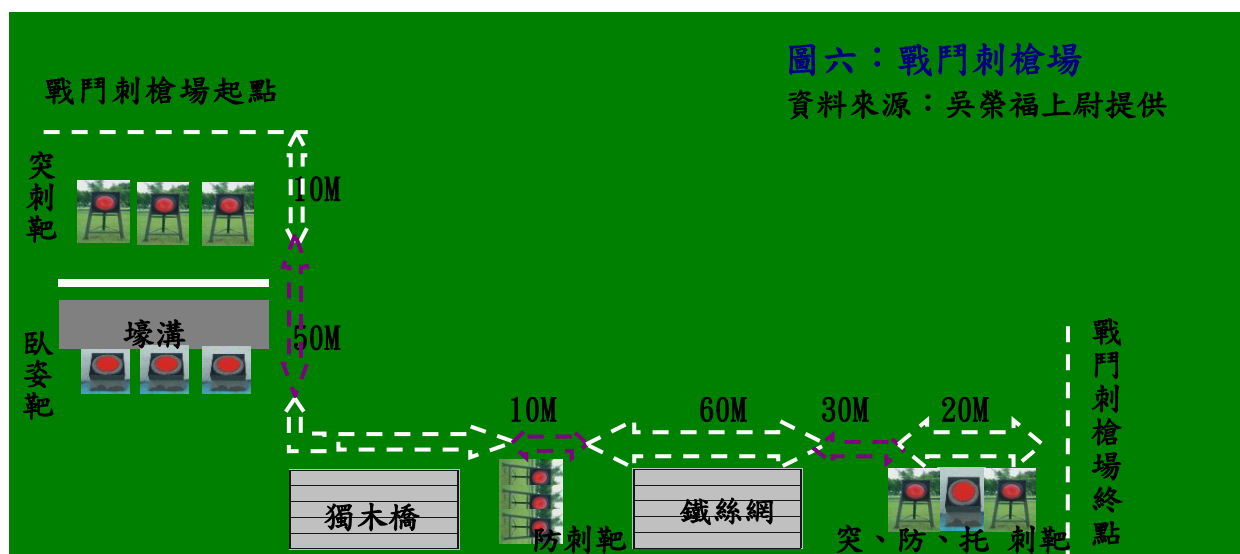 圖六：戰鬥刺槍場
資料來源：吳榮福上尉提供
戰鬥刺槍場起點
突刺靶
10M
壕溝
50M
臥姿靶
10M
60M
30M
20M
獨木橋
防刺靶
鐵絲網
突、防、托 刺靶
戰鬥刺槍場終點